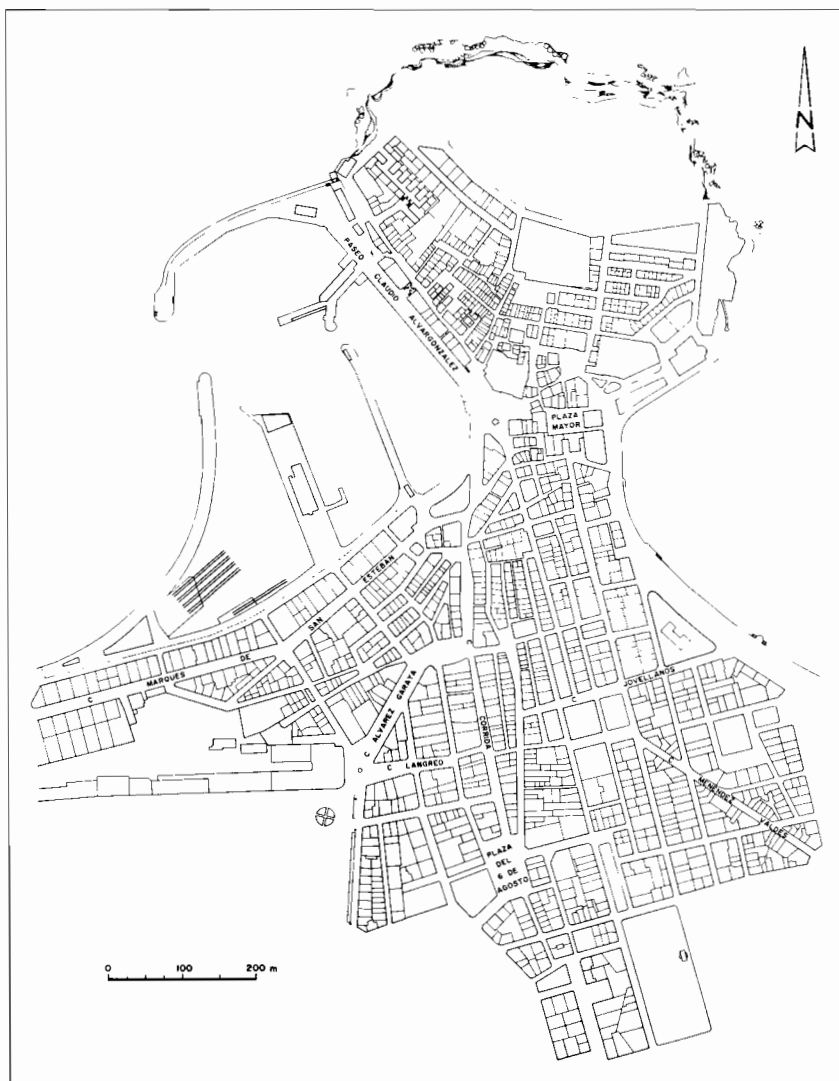 N
PASEO CLAUDIO ALVARGONZALEZ
PLAZA
MAYOR
C MARQUES DE SAN ESTEBAN
C ALVAREZ GARAYA
C LANGREO
CORRIDA
C JOVELLANOS
C MENENDEZ VALDES
PLAZA
DEL
6 DE
AGOSTO
0 100 200 m